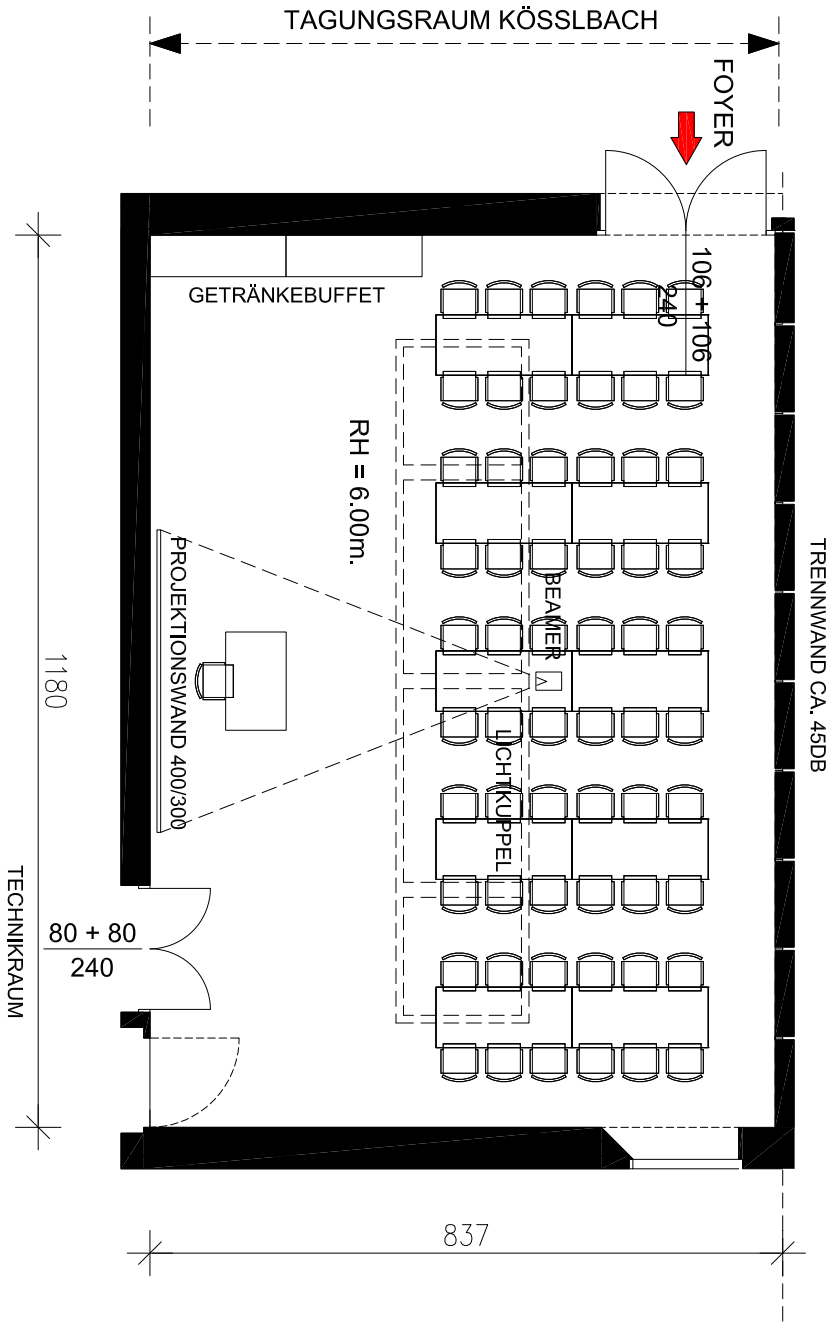 TAGUNGSRAUM KÖSSLBACH
FOYER
106 + 106
240
GETRÄNKEBUFFET
RH = 6.00m.
BEAMER
LICHTKUPPEL
PROJEKTIONSWAND 400/300
TRENNWAND CA. 45DB
1180
TECHNIKRAUM
80 + 80
240
837